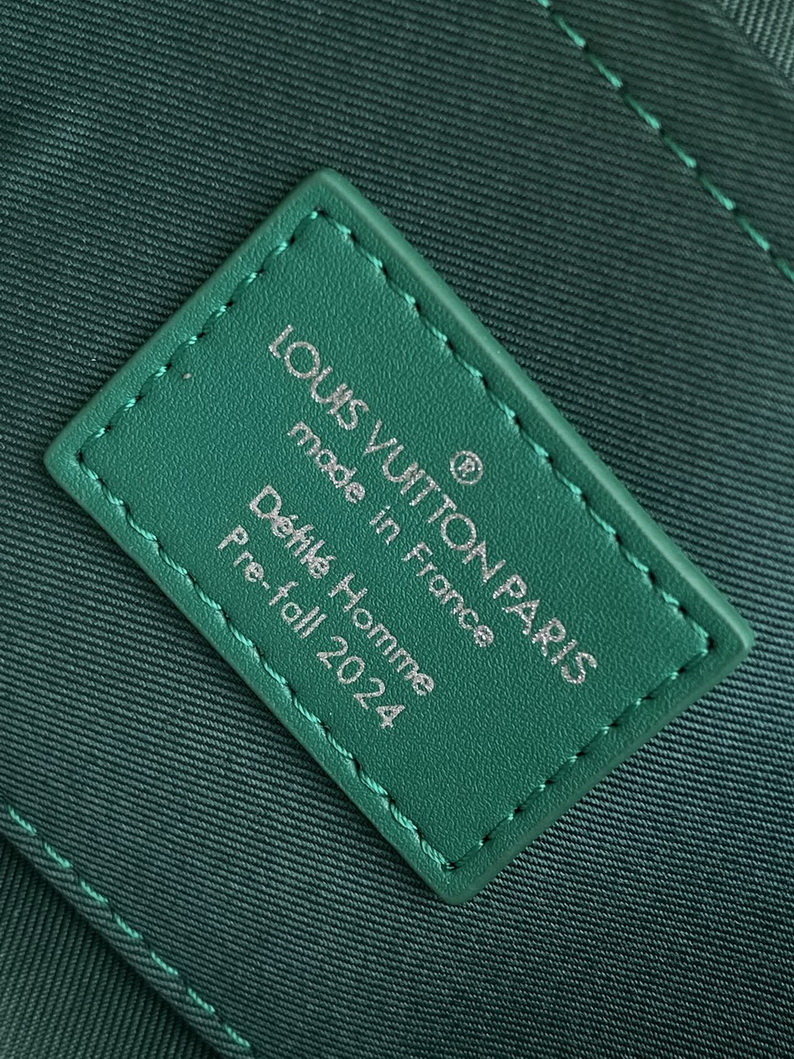 LOUIS VUITTON PARIS
®
made in France
Défilé Homme
Pre-fall 2024